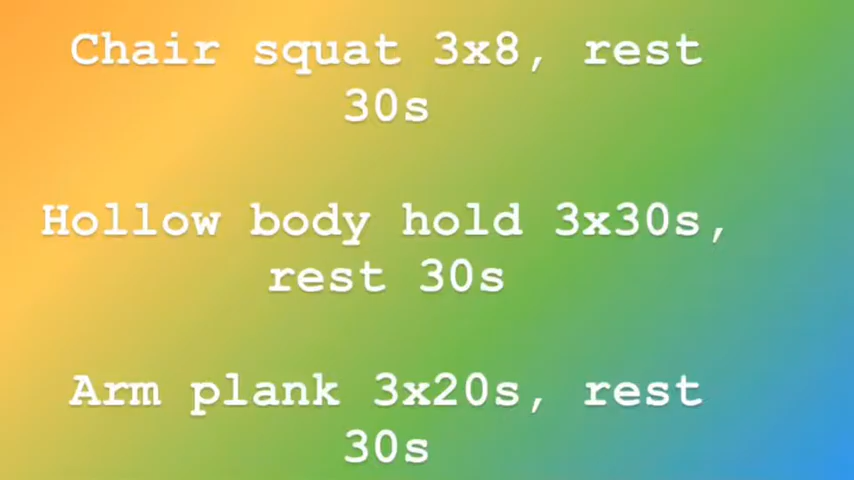 Chair squat 3x8, rest
30s
Hollow body hold 3x30s,
rest 30s
Arm plank 3x20s, rest
30s